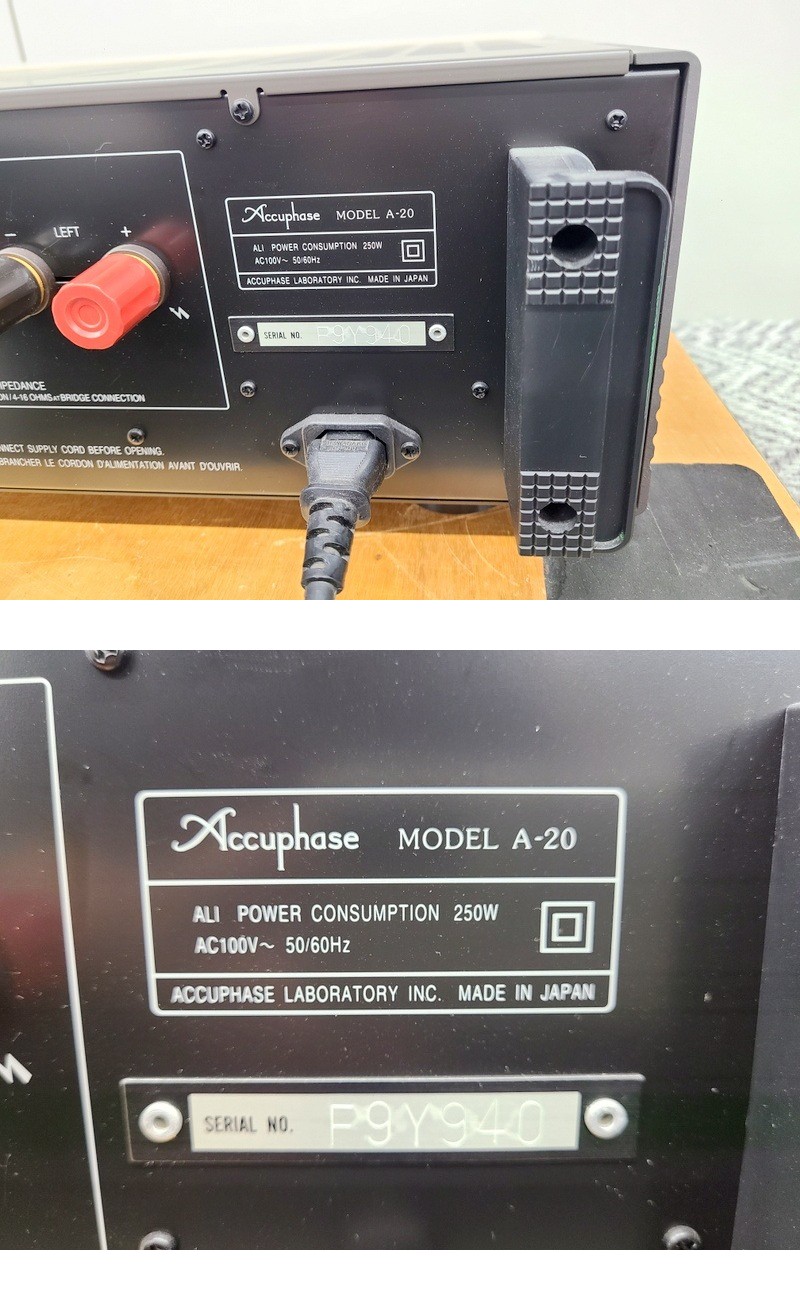 − LEFT +
Accuphase MODEL A-20
ALI POWER CONSUMPTION 250W
AC100V~ 50/60Hz
ACCUPHASE LABORATORY INC. MADE IN JAPAN
SERIAL NO. P9Y940
MPEDANCE
ON / 4-16 OHMS AT BRIDGE CONNECTION
NNECT SUPPLY CORD BEFORE OPENING.
BRANCHER LE CORDON D'ALIMENTATION AVANT D'OUVRIR.
Accuphase MODEL A-20
ALI POWER CONSUMPTION 250W
AC100V~ 50/60Hz
ACCUPHASE LABORATORY INC. MADE IN JAPAN
SERIAL NO. P9Y940